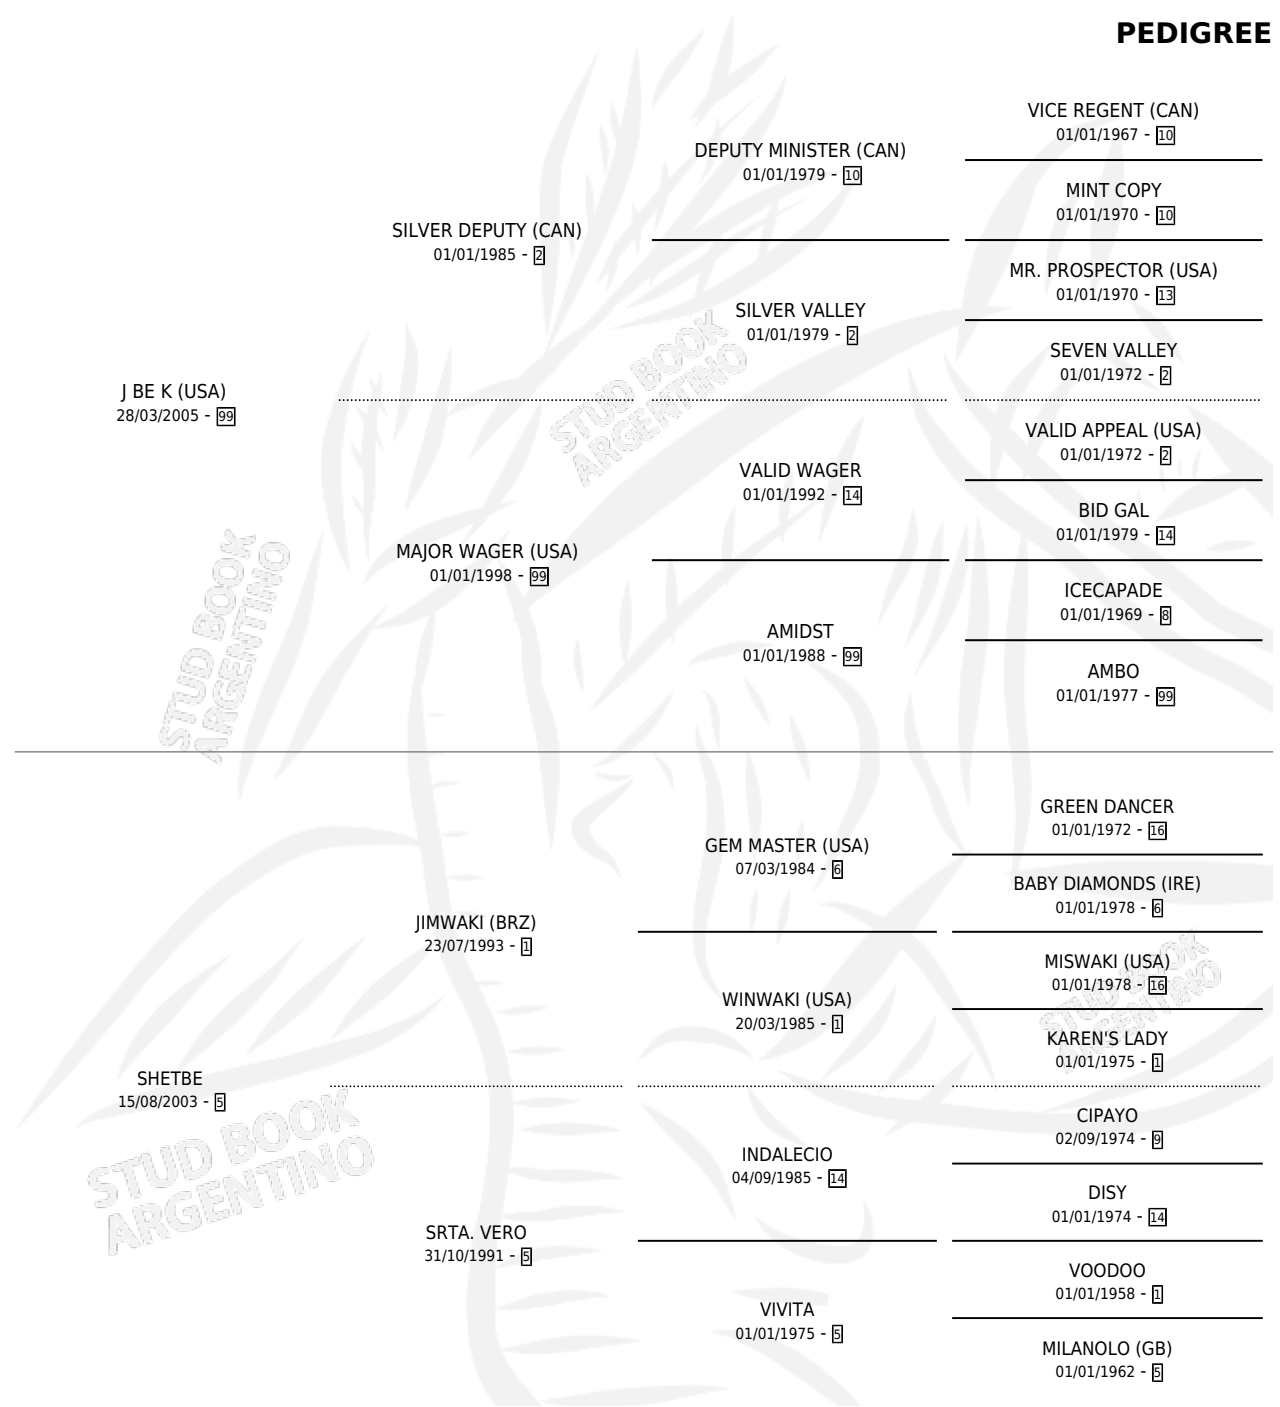 PEDIGREE
VICE REGENT (CAN)
01/01/1967 - 10
DEPUTY MINISTER (CAN)
01/01/1979 - 10
MINT COPY
01/01/1970 - 10
SILVER DEPUTY (CAN)
01/01/1985 - 2
MR. PROSPECTOR (USA)
01/01/1970 - 13
SILVER VALLEY
01/01/1979 - 2
SEVEN VALLEY
01/01/1972 - 2
J BE K (USA)
28/03/2005 - 99
VALID APPEAL (USA)
01/01/1972 - 2
VALID WAGER
01/01/1992 - 14
BID GAL
01/01/1979 - 14
MAJOR WAGER (USA)
01/01/1998 - 99
ICECAPADE
01/01/1969 - 8
AMIDST
01/01/1988 - 99
AMBO
01/01/1977 - 99
GREEN DANCER
01/01/1972 - 16
GEM MASTER (USA)
07/03/1984 - 6
BABY DIAMONDS (IRE)
01/01/1978 - 6
JIMWAKI (BRZ)
23/07/1993 - 1
MISWAKI (USA)
01/01/1978 - 16
WINWAKI (USA)
20/03/1985 - 1
KAREN'S LADY
01/01/1975 - 1
SHETBE
15/08/2003 - 5
CIPAYO
02/09/1974 - 9
INDALECIO
04/09/1985 - 14
DISY
01/01/1974 - 14
SRTA. VERO
31/10/1991 - 5
VOODOO
01/01/1958 - 1
VIVITA
01/01/1975 - 5
MILANOLO (GB)
01/01/1962 - 5
STUD BOOK
ARGENTINO
STUD BOOK
ARGENTINO
STUD BOOK
ARGENTINO
STUD BOOK
ARGENTINO